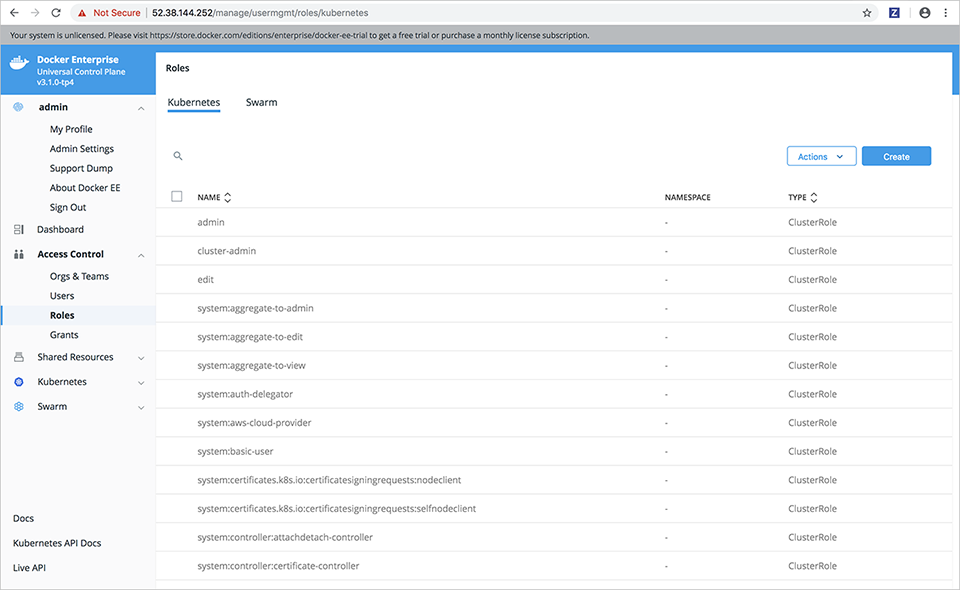 Not Secure | 52.38.144.252/manage/usermgmt/roles/kubernetes
Z
Your system is unlicensed. Please visit https://store.docker.com/editions/enterprise/docker-ee-trial to get a free trial or purchase a monthly license subscription.
Docker Enterprise
Universal Control Plane
v3.1.0-tp4
admin
My Profile
Admin Settings
Support Dump
About Docker EE
Sign Out
Dashboard
Access Control
Orgs & Teams
Users
Roles
Grants
Shared Resources
Kubernetes
Swarm
Docs
Kubernetes API Docs
Live API
Roles
Kubernetes Swarm
Actions Create
NAME NAMESPACE TYPE
admin - ClusterRole
cluster-admin - ClusterRole
edit - ClusterRole
system:aggregate-to-admin - ClusterRole
system:aggregate-to-edit - ClusterRole
system:aggregate-to-view - ClusterRole
system:auth-delegator - ClusterRole
system:aws-cloud-provider - ClusterRole
system:basic-user - ClusterRole
system:certificates.k8s.io:certificatesigningrequests:nodeclient - ClusterRole
system:certificates.k8s.io:certificatesigningrequests:selfnodeclient - ClusterRole
system:controller:attachdetach-controller - ClusterRole
system:controller:certificate-controller - ClusterRole